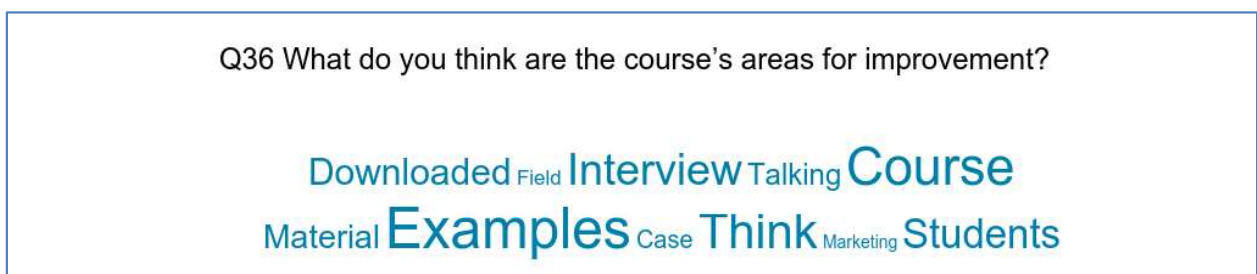 Q36 What do you think are the course’s areas for improvement?
Downloaded Field Interview Talking Course
Material Examples Case Think Marketing Students